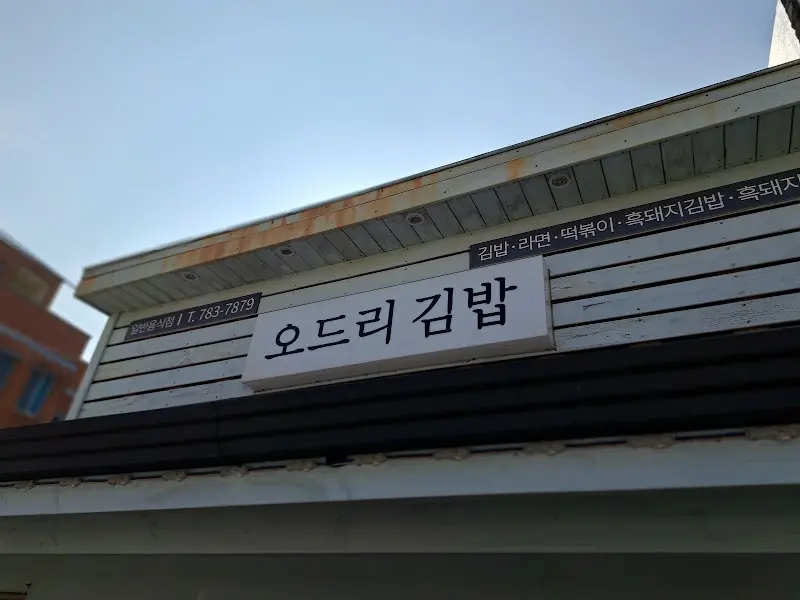 김밥·라면·떡볶이·흑돼지김밥·흑돼지
일반음식점 | T. 783-7879
오드리 김밥